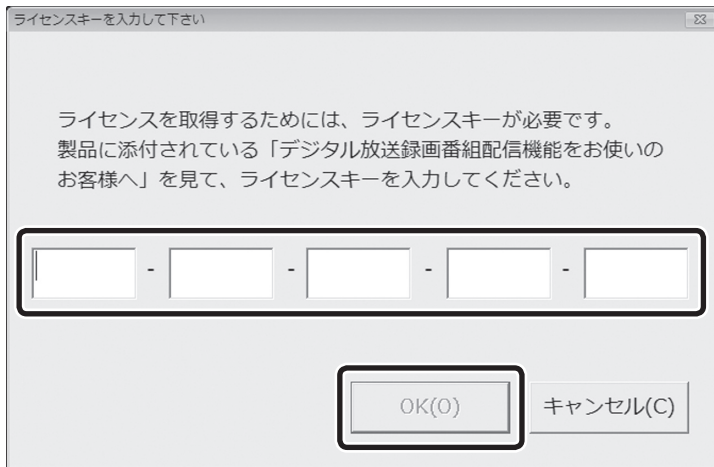 ライセンスキーを入力して下さい
ライセンスを取得するためには、ライセンスキーが必要です。
製品に添付されている「デジタル放送録画番組配信機能をお使いの
お客様へ」を見て、ライセンスキーを入力してください。
- - - -
OK(O) キャンセル(C)